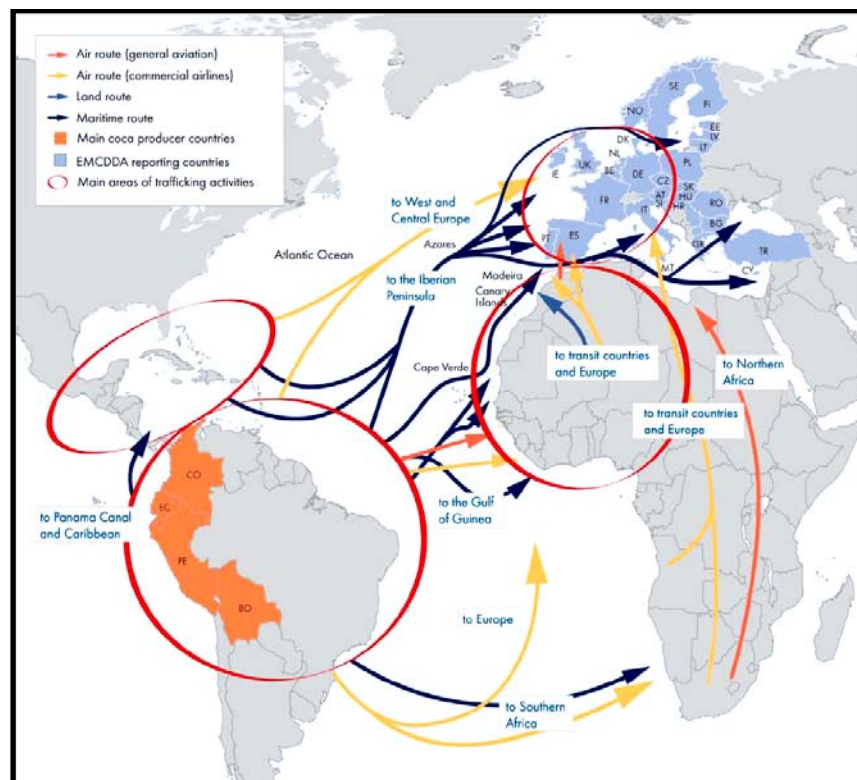 Air route (general aviation)
Air route (commercial airlines)
Land route
Maritime route
Main coca producer countries
EMCDDA reporting countries
Main areas of trafficking activities
SE
FI
NO
EE
LV
LT
DK
IE
UK
NL
BE
DE
PL
CZ
SK
AT
HU
SI
HR
RO
FR
IT
BG
PT
ES
GR
TR
MT
CY
to West and
Central Europe
Atlantic Ocean
Azores
to the Iberian
Peninsula
Madeira
Canary
Islands
Cape Verde
to transit countries
and Europe
to Northern
Africa
to transit countries
and Europe
CO
EC
PE
BO
to Panama Canal
and Caribbean
to the Gulf
of Guinea
to Europe
to Southern
Africa